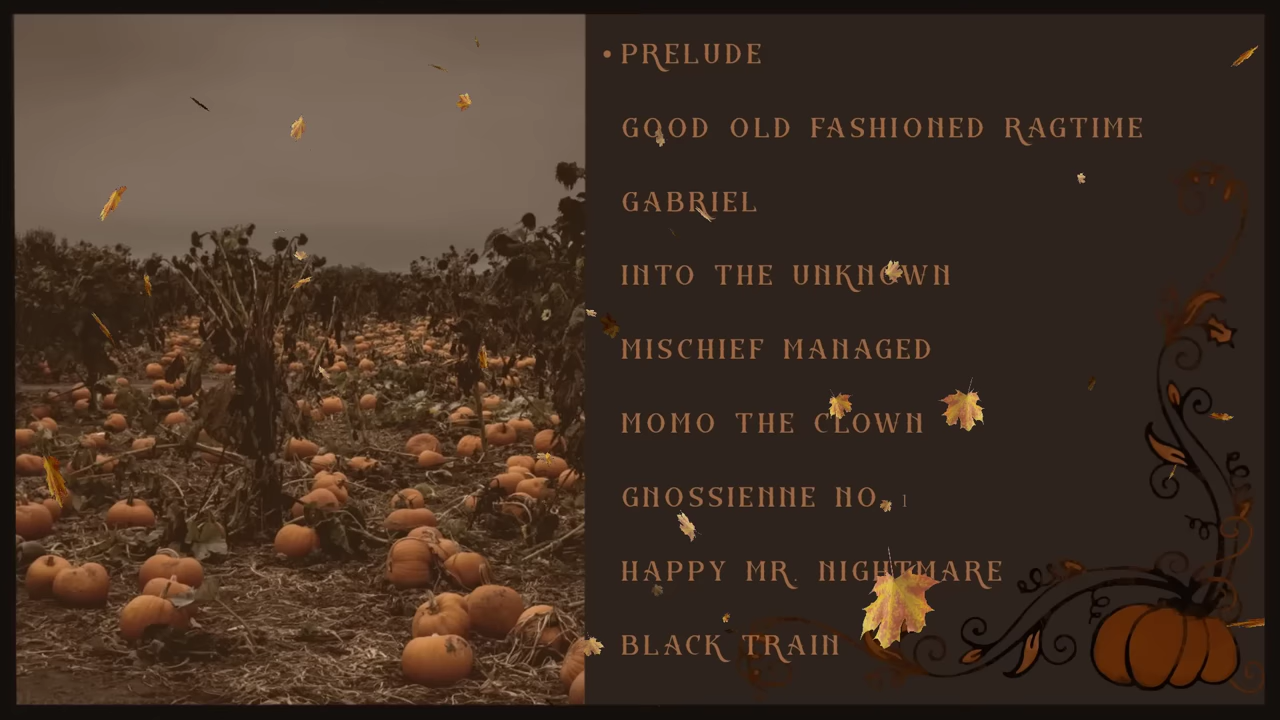 • PRELUDE
GOOD OLD FASHIONED RAGTIME
GABRIEL
INTO THE UNKNOWN
MISCHIEF MANAGED
MOMO THE CLOWN
GNOSSIENNE NO. 1
HAPPY MR. NIGHTMARE
BLACK TRAIN